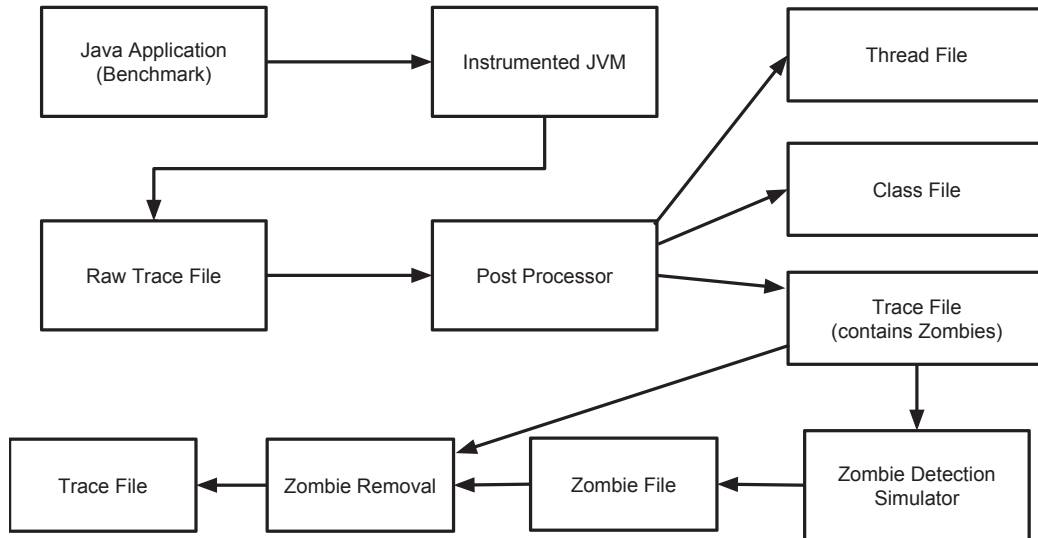 Java Application
(Benchmark)
Instrumented JVM
Thread File
Class File
Raw Trace File
Post Processor
Trace File
(contains Zombies)
Trace File
Zombie Removal
Zombie File
Zombie Detection
Simulator